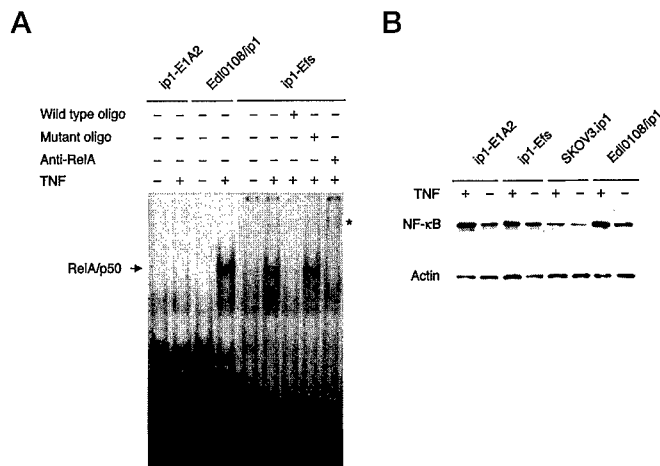 A
ip1-E1A2 Edl0108/ip1 ip1-Efs
Wild type oligo – – – – – – + – –
Mutant oligo – – – – – – – + –
Anti-RelA – – – – – – – – +
TNF – + – + – + + + +
*
RelA/p50
B
ip1-E1A2 ip1-Efs SKOV3.ip1 Edl0108/ip1
TNF + – + – + – + –
NF-κB
Actin